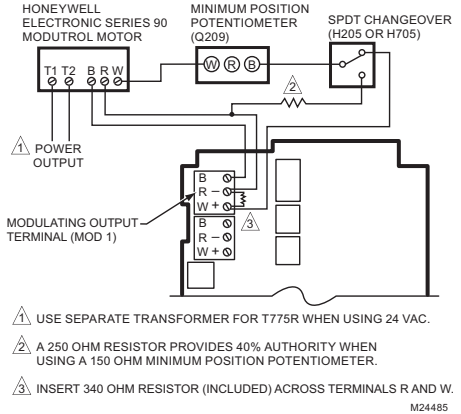 HONEYWELL
ELECTRONIC SERIES 90
MODUTROL MOTOR
MINIMUM POSITION
POTENTIOMETER
(Q209)
SPDT CHANGEOVER
(H205 OR H705)
T1 T2 B R W
W R B
2
1 POWER
OUTPUT
B
R –
W +
3
B
R –
W +
MODULATING OUTPUT
TERMINAL (MOD 1)
1 USE SEPARATE TRANSFORMER FOR T775R WHEN USING 24 VAC.
2 A 250 OHM RESISTOR PROVIDES 40% AUTHORITY WHEN
USING A 150 OHM MINIMUM POSITION POTENTIOMETER.
3 INSERT 340 OHM RESISTOR (INCLUDED) ACROSS TERMINALS R AND W.
M24485